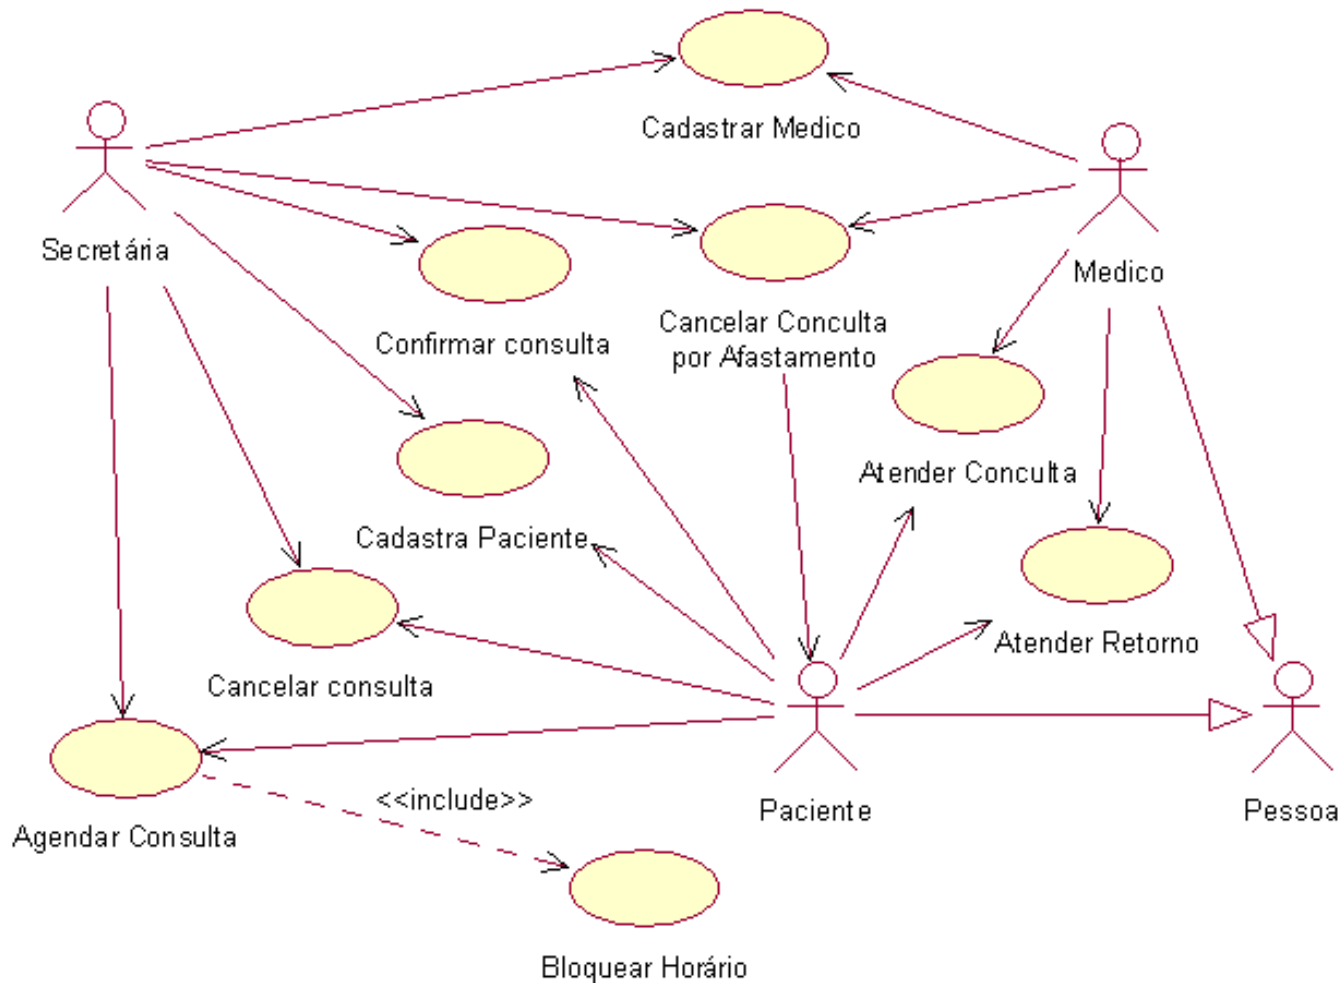 Cadastrar Medico
Secretária
Medico
Confirmar consulta
Cancelar Conculta
por Afastamento
Atender Conculta
Cadastra Paciente
Atender Retorno
Cancelar consulta
<<include>>
Paciente
Pessoa
Agendar Consulta
Bloquear Horário